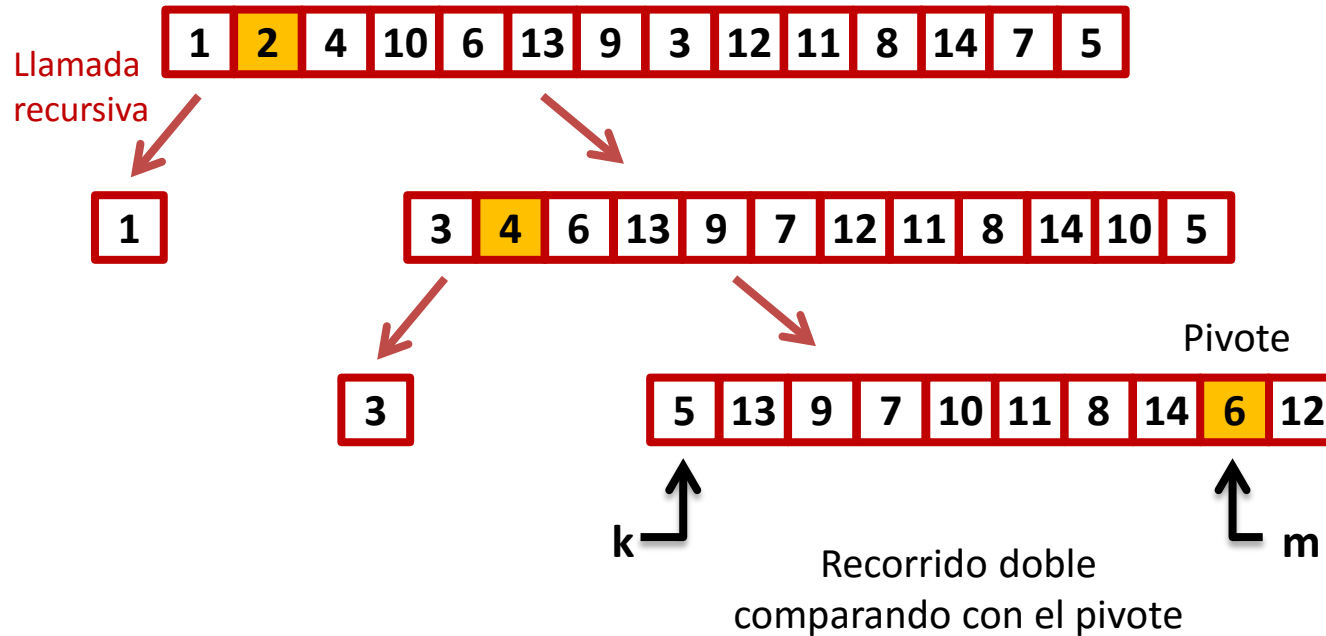 1 2 4 10 6 13 9 3 12 11 8 14 7 5
Llamada
recursiva
1
3 4 6 13 9 7 12 11 8 14 10 5
Pivote
3
5 13 9 7 10 11 8 14 6 12
k
m
Recorrido doble
comparando con el pivote